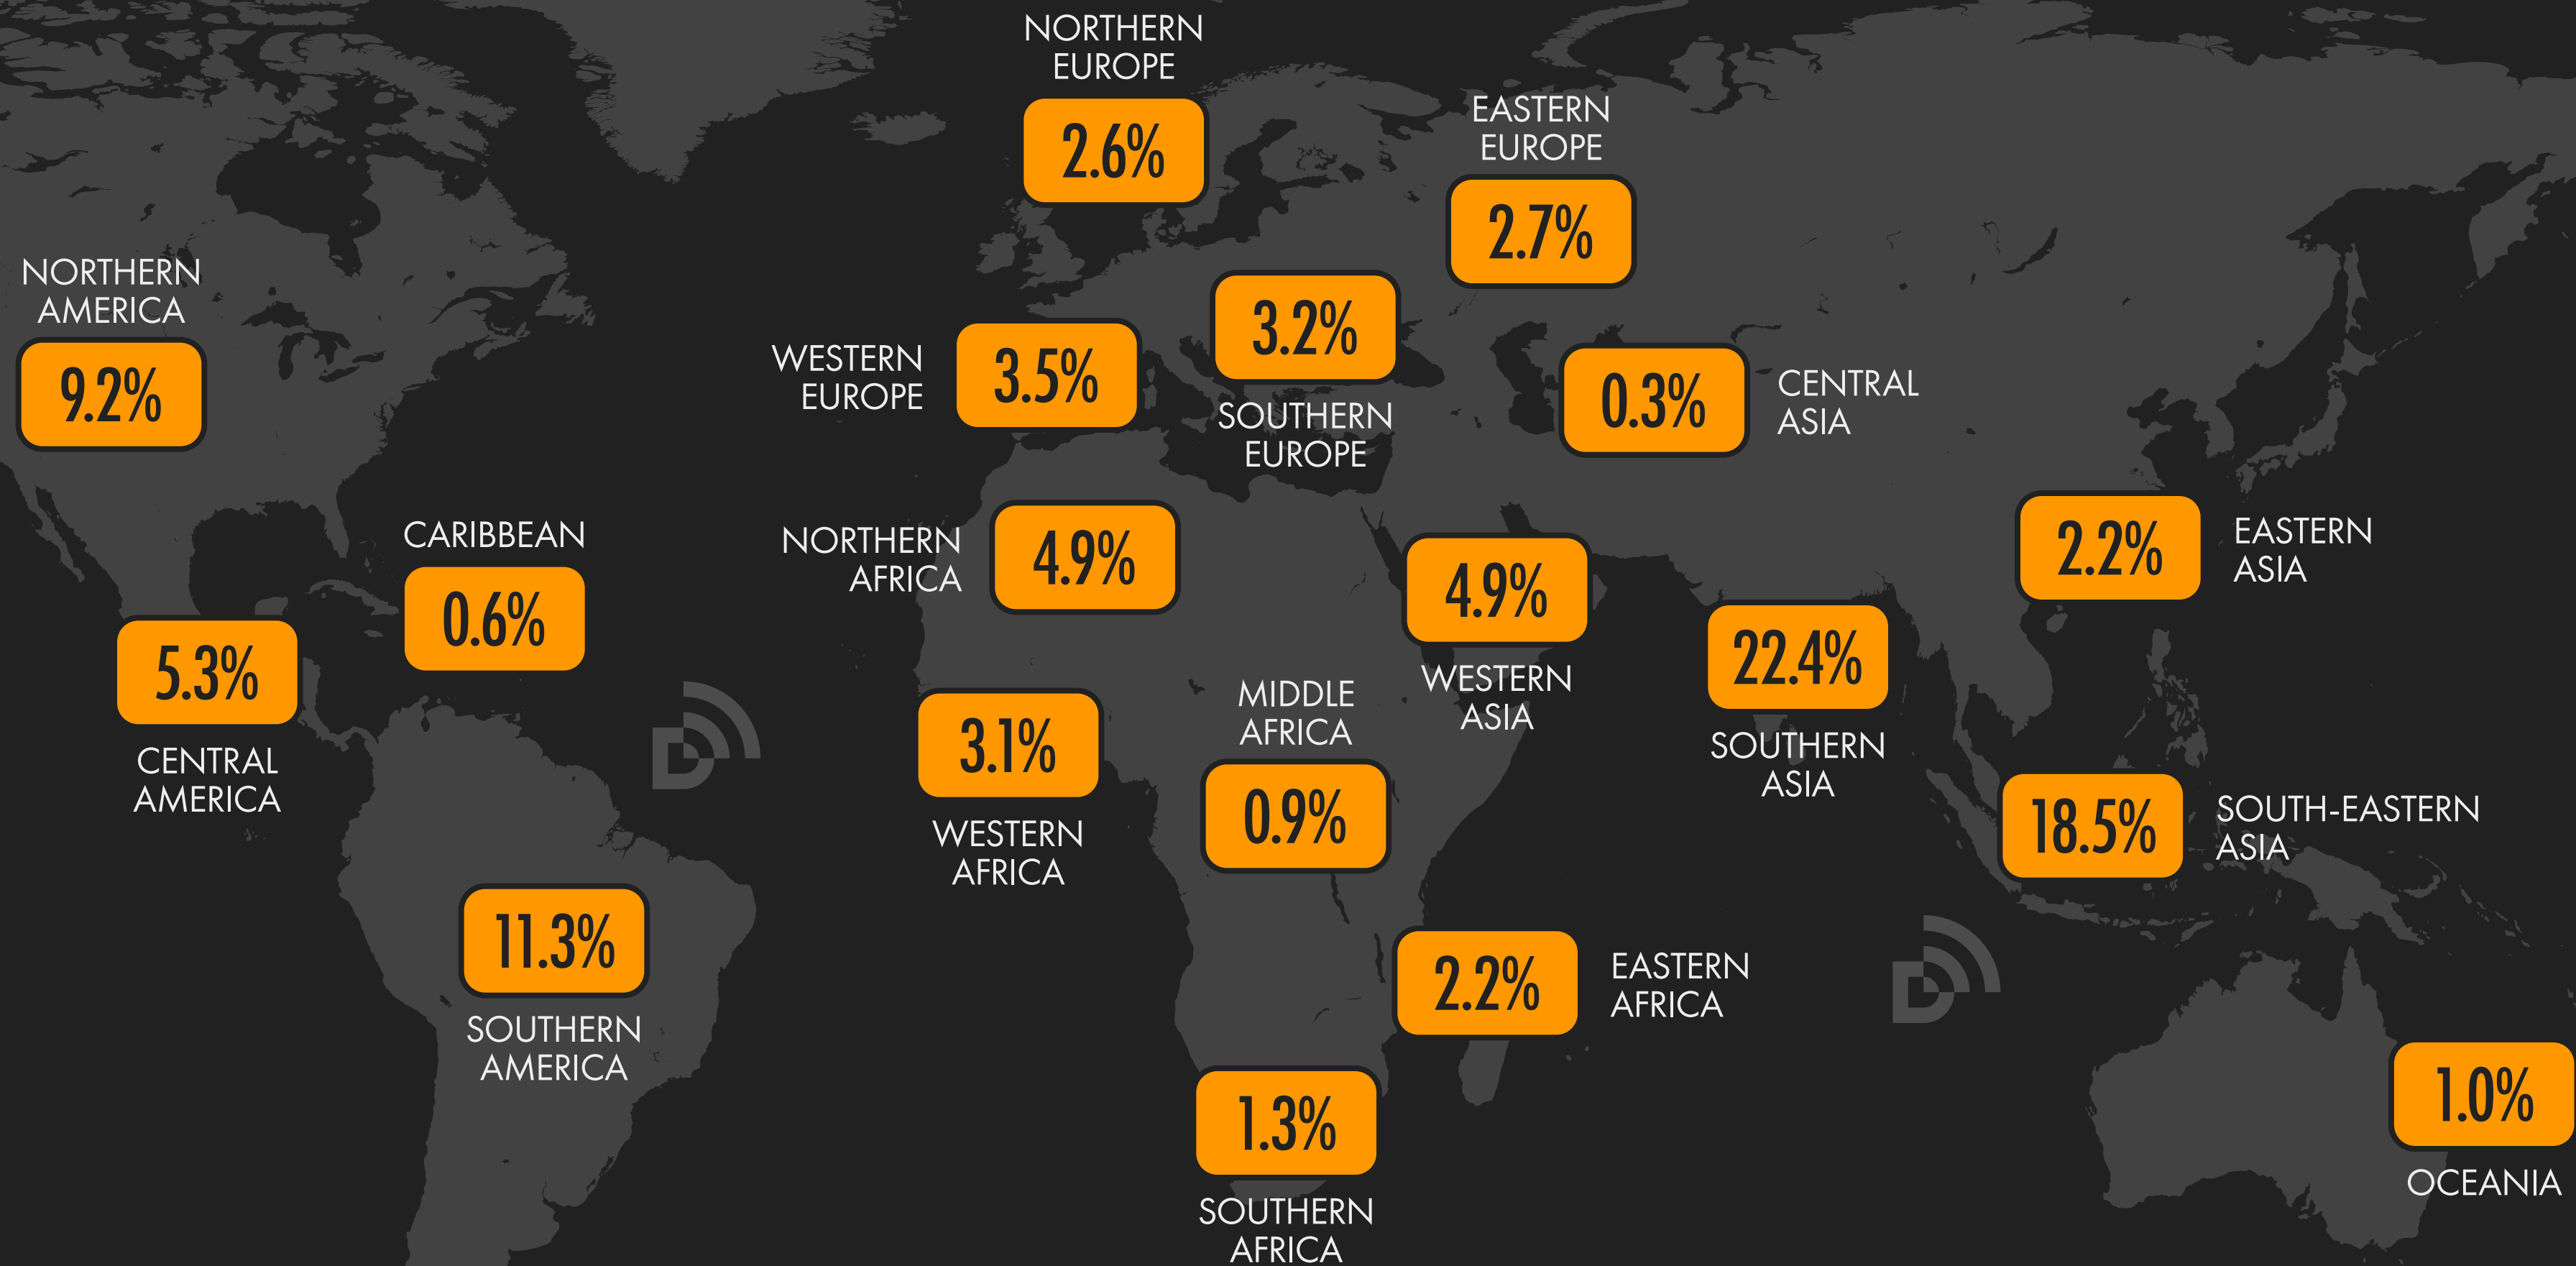 NORTHERN
EUROPE
2.6%
EASTERN
EUROPE
2.7%
NORTHERN
AMERICA
9.2%
WESTERN
EUROPE
3.5%
3.2%
SOUTHERN
EUROPE
0.3%
CENTRAL
ASIA
CARIBBEAN
0.6%
NORTHERN
AFRICA
4.9%
4.9%
WESTERN
ASIA
2.2%
EASTERN
ASIA
5.3%
CENTRAL
AMERICA
22.4%
SOUTHERN
ASIA
3.1%
WESTERN
AFRICA
MIDDLE
AFRICA
0.9%
18.5%
SOUTH-EASTERN
ASIA
11.3%
SOUTHERN
AMERICA
2.2%
EASTERN
AFRICA
1.3%
SOUTHERN
AFRICA
1.0%
OCEANIA